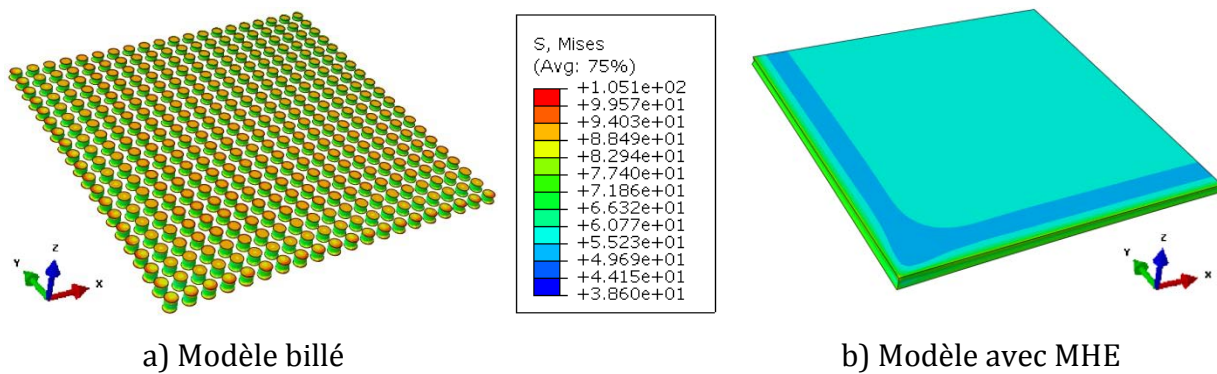 S, Mises
(Avg: 75%)
+1.051e+02
+9.957e+01
+9.403e+01
+8.849e+01
+8.294e+01
+7.740e+01
+7.186e+01
+6.632e+01
+6.077e+01
+5.523e+01
+4.969e+01
+4.415e+01
+3.860e+01
Z
Y
X
Z
Y
X
a) Modèle billé
b) Modèle avec MHE